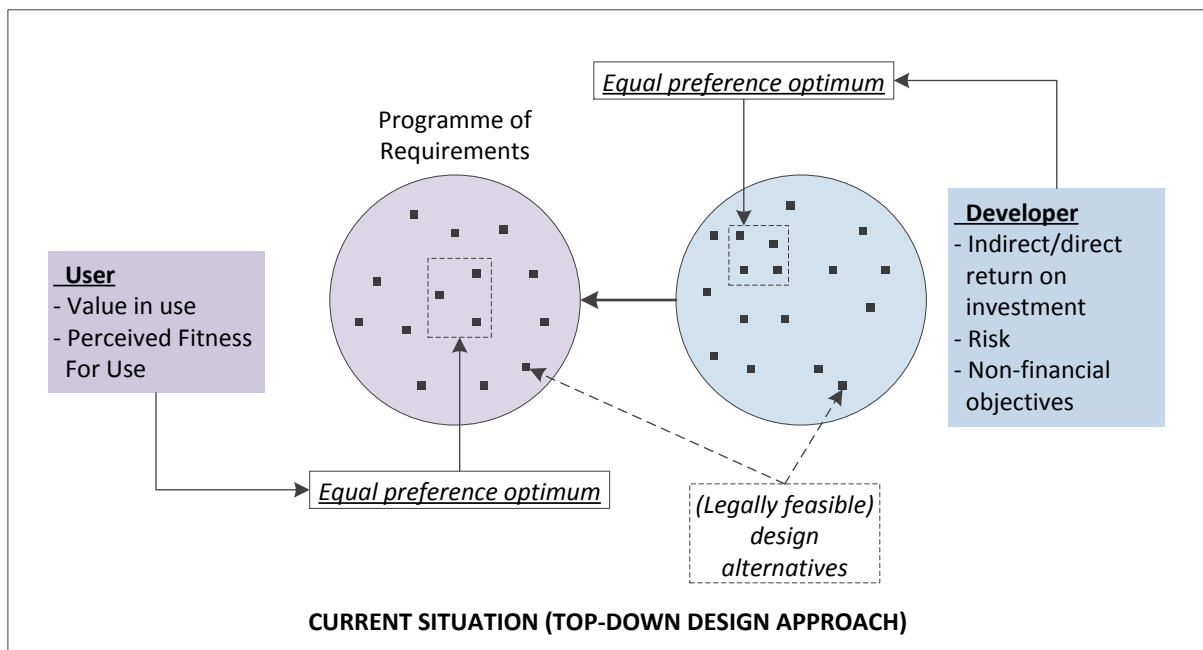 Equal preference optimum
Programme of
Requirements
User
- Value in use
- Perceived Fitness
For Use
Developer
- Indirect/direct
return on
investment
- Risk
- Non-financial
objectives
Equal preference optimum
(Legally feasible)
design
alternatives
CURRENT SITUATION (TOP-DOWN DESIGN APPROACH)